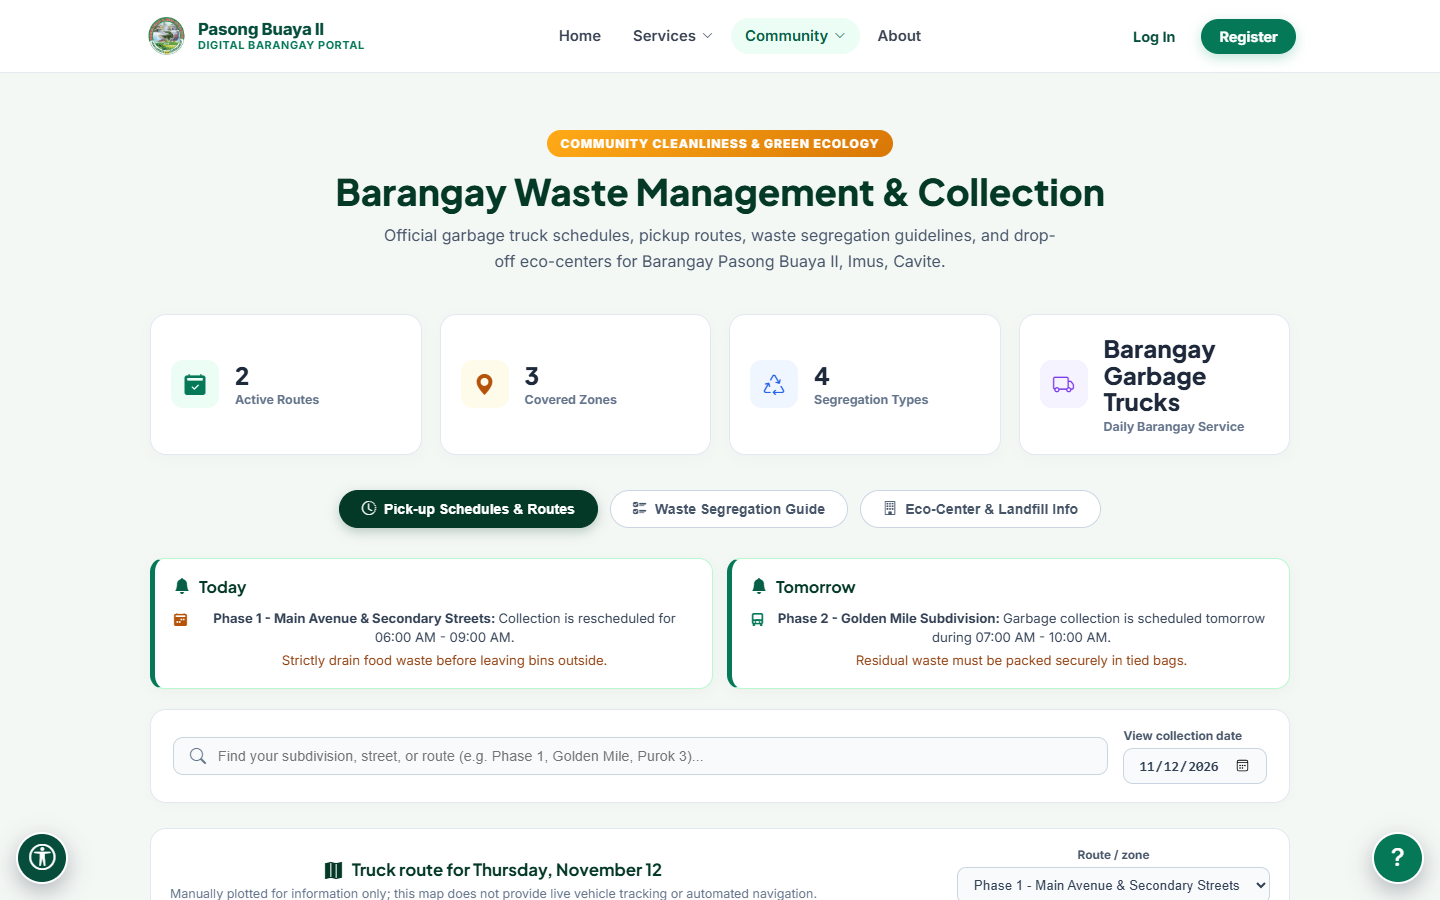 Pasong Buaya II
DIGITAL BARANGAY PORTAL
Home
Services
Community
About
Log In
Register
COMMUNITY CLEANLINESS & GREEN ECOLOGY
Barangay Waste Management & Collection
Official garbage truck schedules, pickup routes, waste segregation guidelines, and drop-
off eco-centers for Barangay Pasong Buaya II, Imus, Cavite.
2
Active Routes
3
Covered Zones
4
Segregation Types
Barangay
Garbage
Trucks
Daily Barangay Service
Pick-up Schedules & Routes
Waste Segregation Guide
Eco-Center & Landfill Info
Today
Phase 1 - Main Avenue & Secondary Streets: Collection is rescheduled for
06:00 AM - 09:00 AM.
Strictly drain food waste before leaving bins outside.
Tomorrow
Phase 2 - Golden Mile Subdivision: Garbage collection is scheduled tomorrow
during 07:00 AM - 10:00 AM.
Residual waste must be packed securely in tied bags.
Find your subdivision, street, or route (e.g. Phase 1, Golden Mile, Purok 3)...
View collection date
11/12/2026
Truck route for Thursday, November 12
Manually plotted for information only; this map does not provide live vehicle tracking or automated navigation.
Route / zone
Phase 1 - Main Avenue & Secondary Streets
?